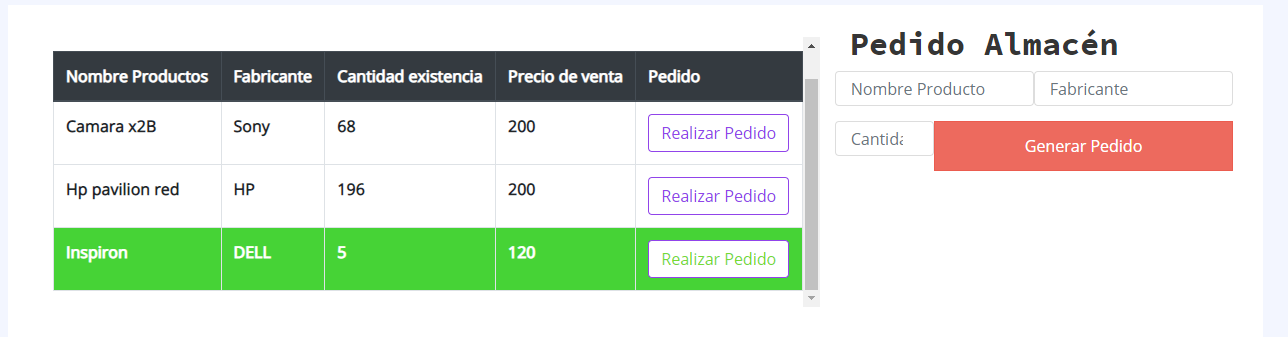 Nombre Productos Fabricante Cantidad existencia Precio de venta Pedido
Camara x2B Sony 68 200 Realizar Pedido
Hp pavilion red HP 196 200 Realizar Pedido
Inspiron DELL 5 120 Realizar Pedido
Pedido Almacén
Nombre Producto Fabricante
Cantida Generar Pedido